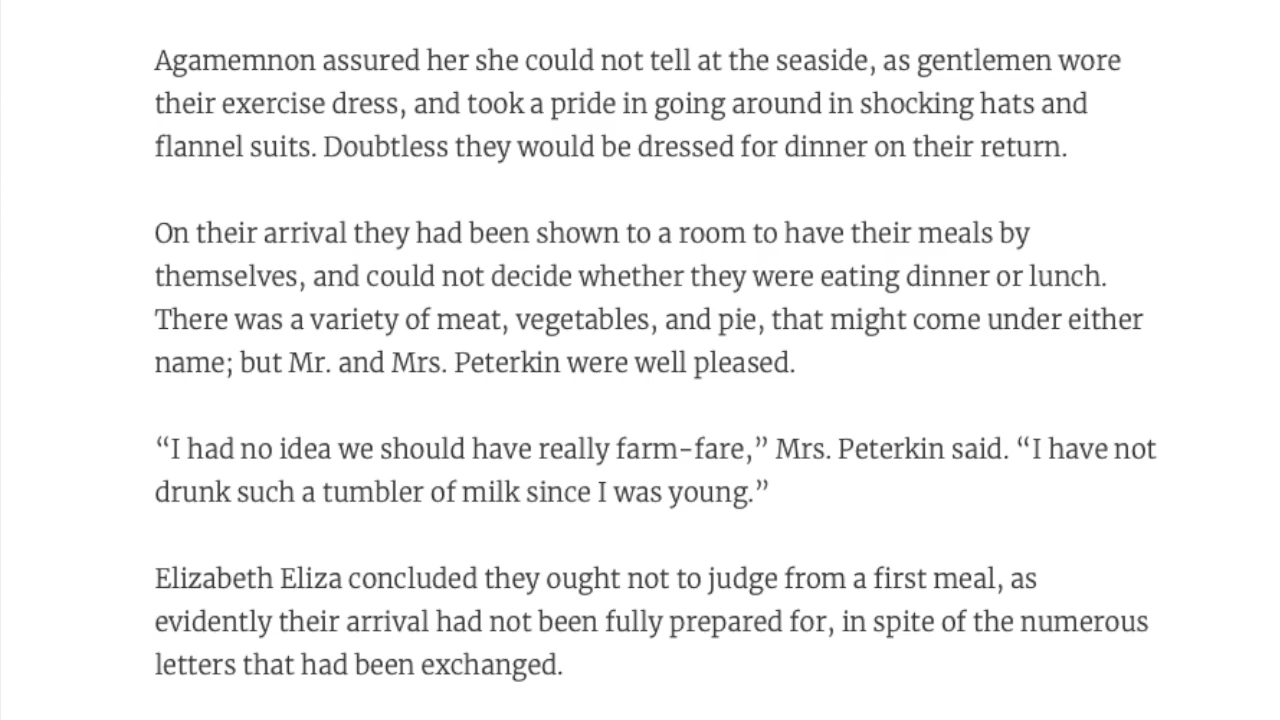 Agamemnon assured her she could not tell at the seaside, as gentlemen wore
their exercise dress, and took a pride in going around in shocking hats and
flannel suits. Doubtless they would be dressed for dinner on their return.
On their arrival they had been shown to a room to have their meals by
themselves, and could not decide whether they were eating dinner or lunch.
There was a variety of meat, vegetables, and pie, that might come under either
name; but Mr. and Mrs. Peterkin were well pleased.
“I had no idea we should have really farm-fare,” Mrs. Peterkin said. “I have not
drunk such a tumbler of milk since I was young.”
Elizabeth Eliza concluded they ought not to judge from a first meal, as
evidently their arrival had not been fully prepared for, in spite of the numerous
letters that had been exchanged.